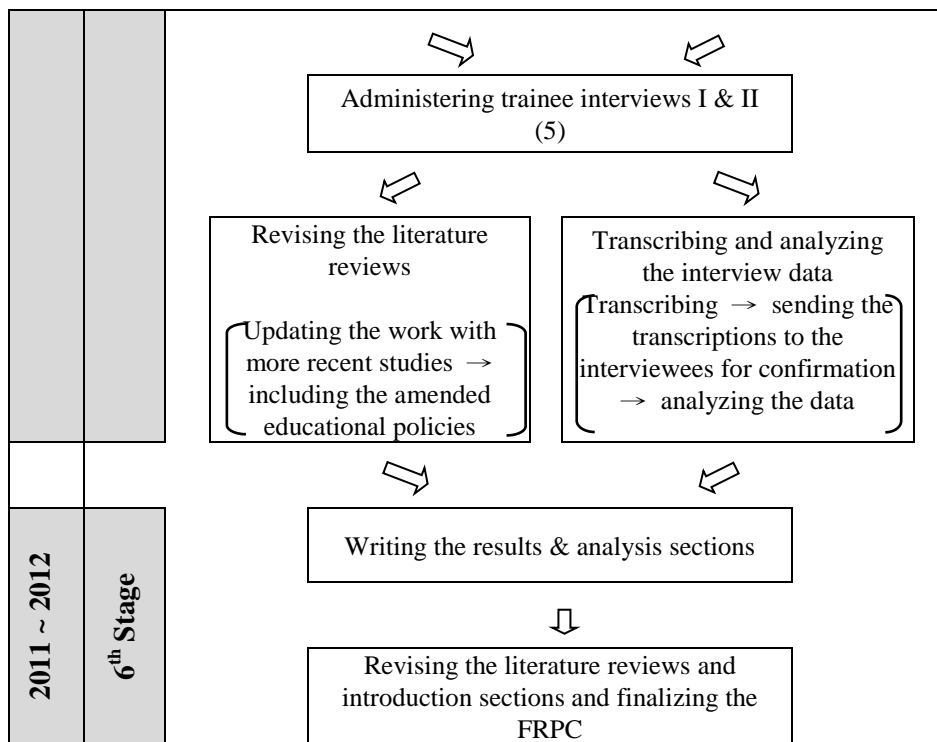 Administering trainee interviews I & II
(5)
Revising the literature
reviews
Updating the work with
more recent studies →
including the amended
educational policies
Transcribing and analyzing
the interview data
Transcribing → sending the
transcriptions to the
interviewees for confirmation
→ analyzing the data
2011 ~ 2012
6th Stage
Writing the results & analysis sections
Revising the literature reviews and
introduction sections and finalizing the
FRPC